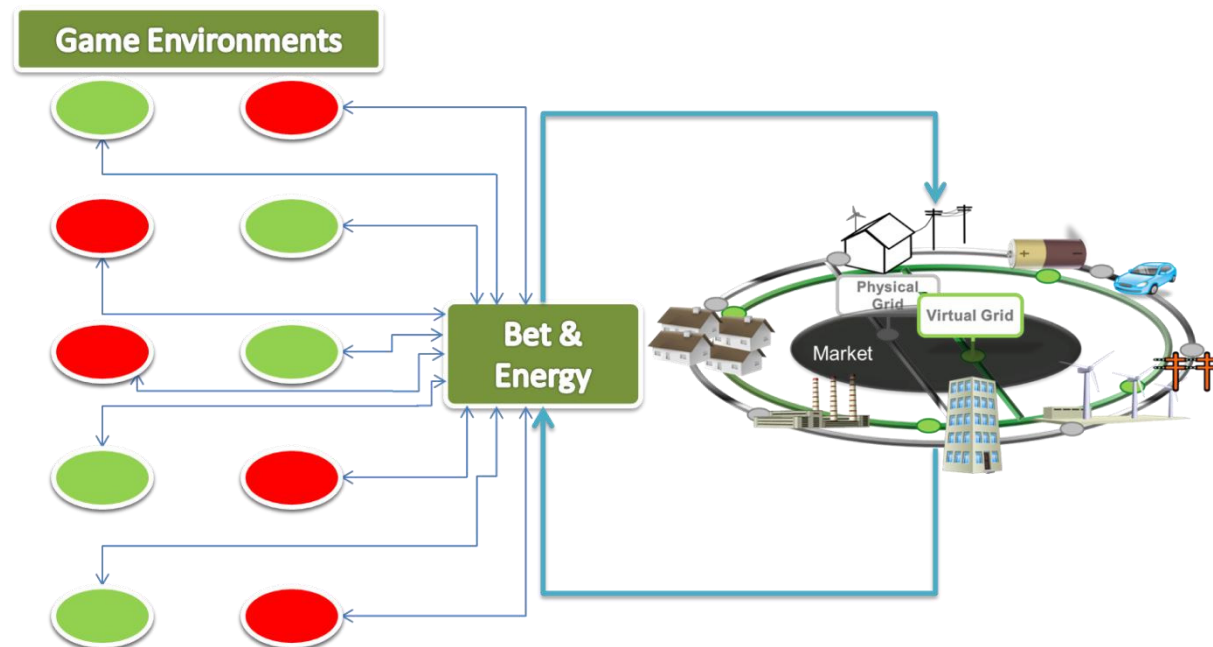 Game Environments
Bet &
Energy
Physical
Grid
Virtual Grid
Market
+
-